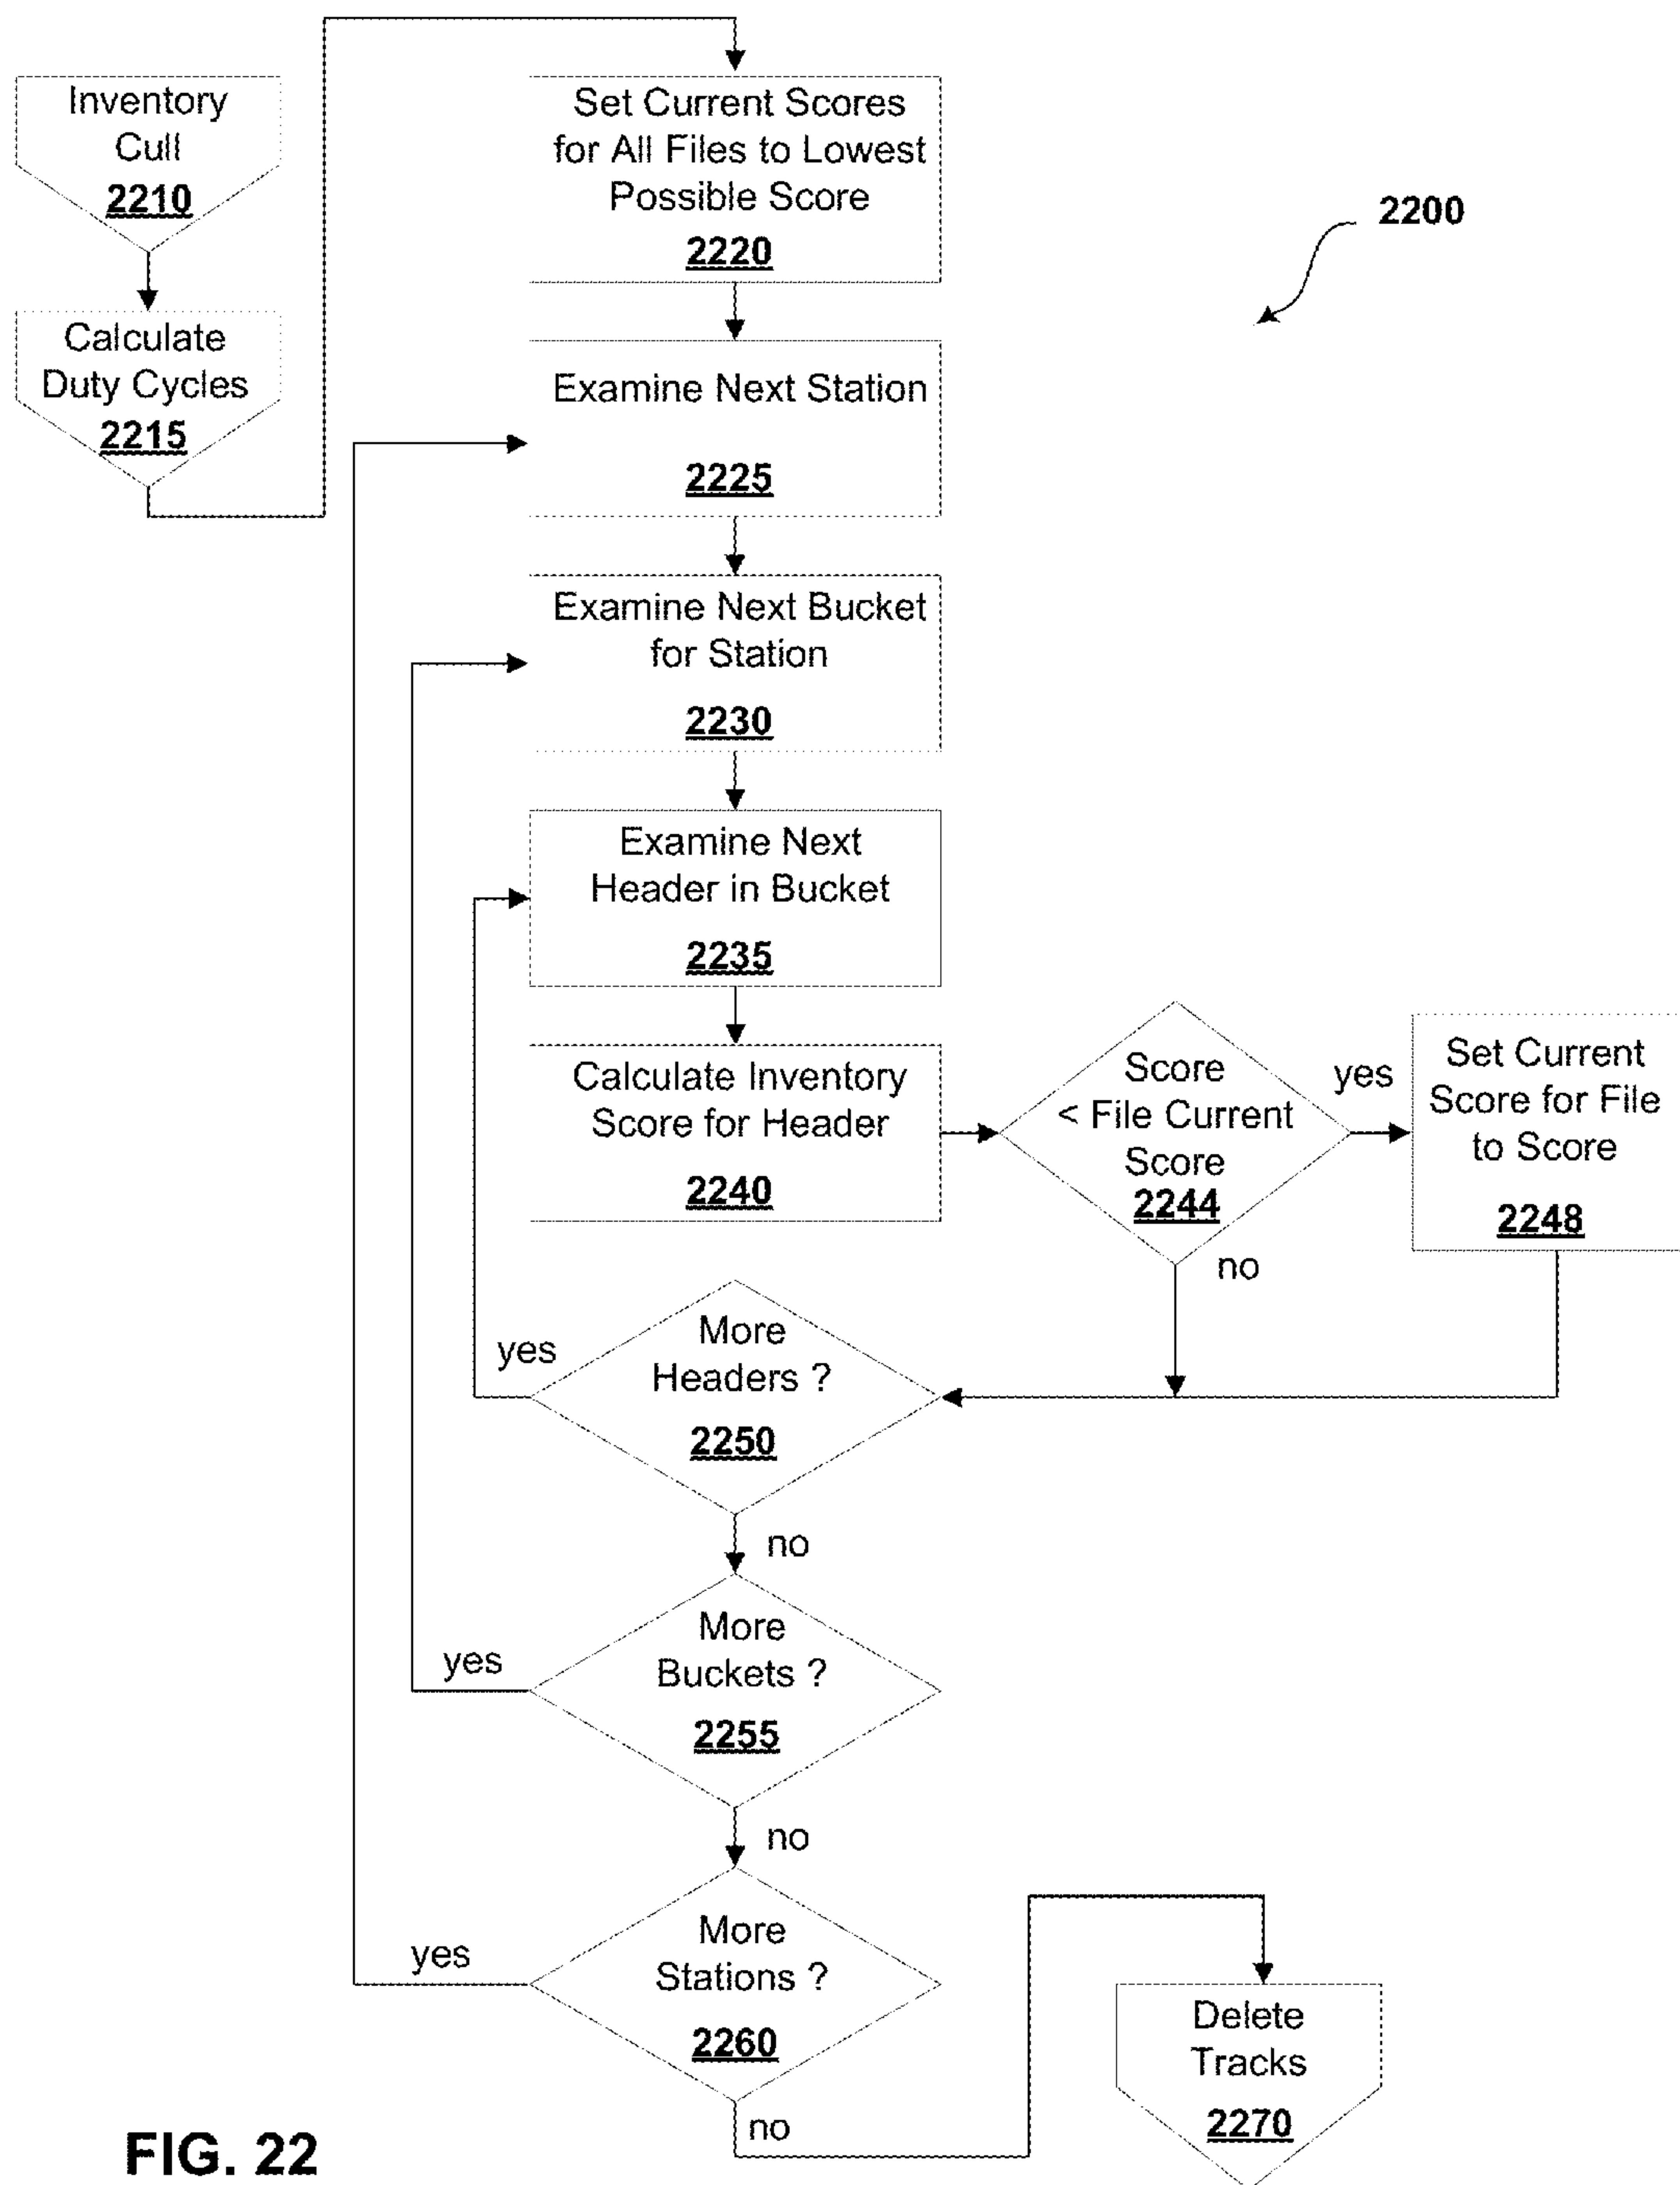 Inventory
Cull
2210
Calculate
Duty Cycles
2215
Set Current Scores
for All Files to Lowest
Possible Score
2220
2200
Examine Next Station
2225
Examine Next Bucket
for Station
2230
Examine Next
Header in Bucket
2235
Calculate Inventory
Score for Header
2240
Score
< File Current
Score
2244
yes
no
Set Current
Score for File
to Score
2248
More
Headers ?
2250
yes
no
More
Buckets ?
2255
yes
no
More
Stations ?
2260
yes
no
Delete
Tracks
2270
FIG. 22